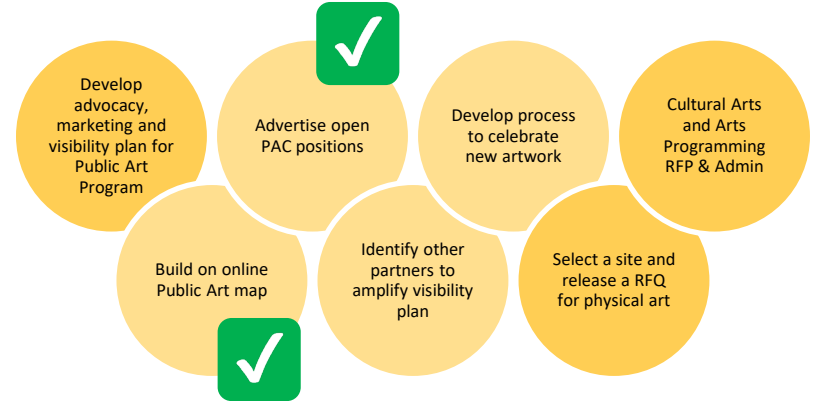 Develop
advocacy,
marketing and
visibility plan for
Public Art
Program
Advertise open
PAC positions
Develop process
to celebrate
new artwork
Cultural Arts
and Arts
Programming
RFP & Admin
Build on online
Public Art map
Identify other
partners to
amplify visibility
plan
Select a site and
release a RFQ
for physical art